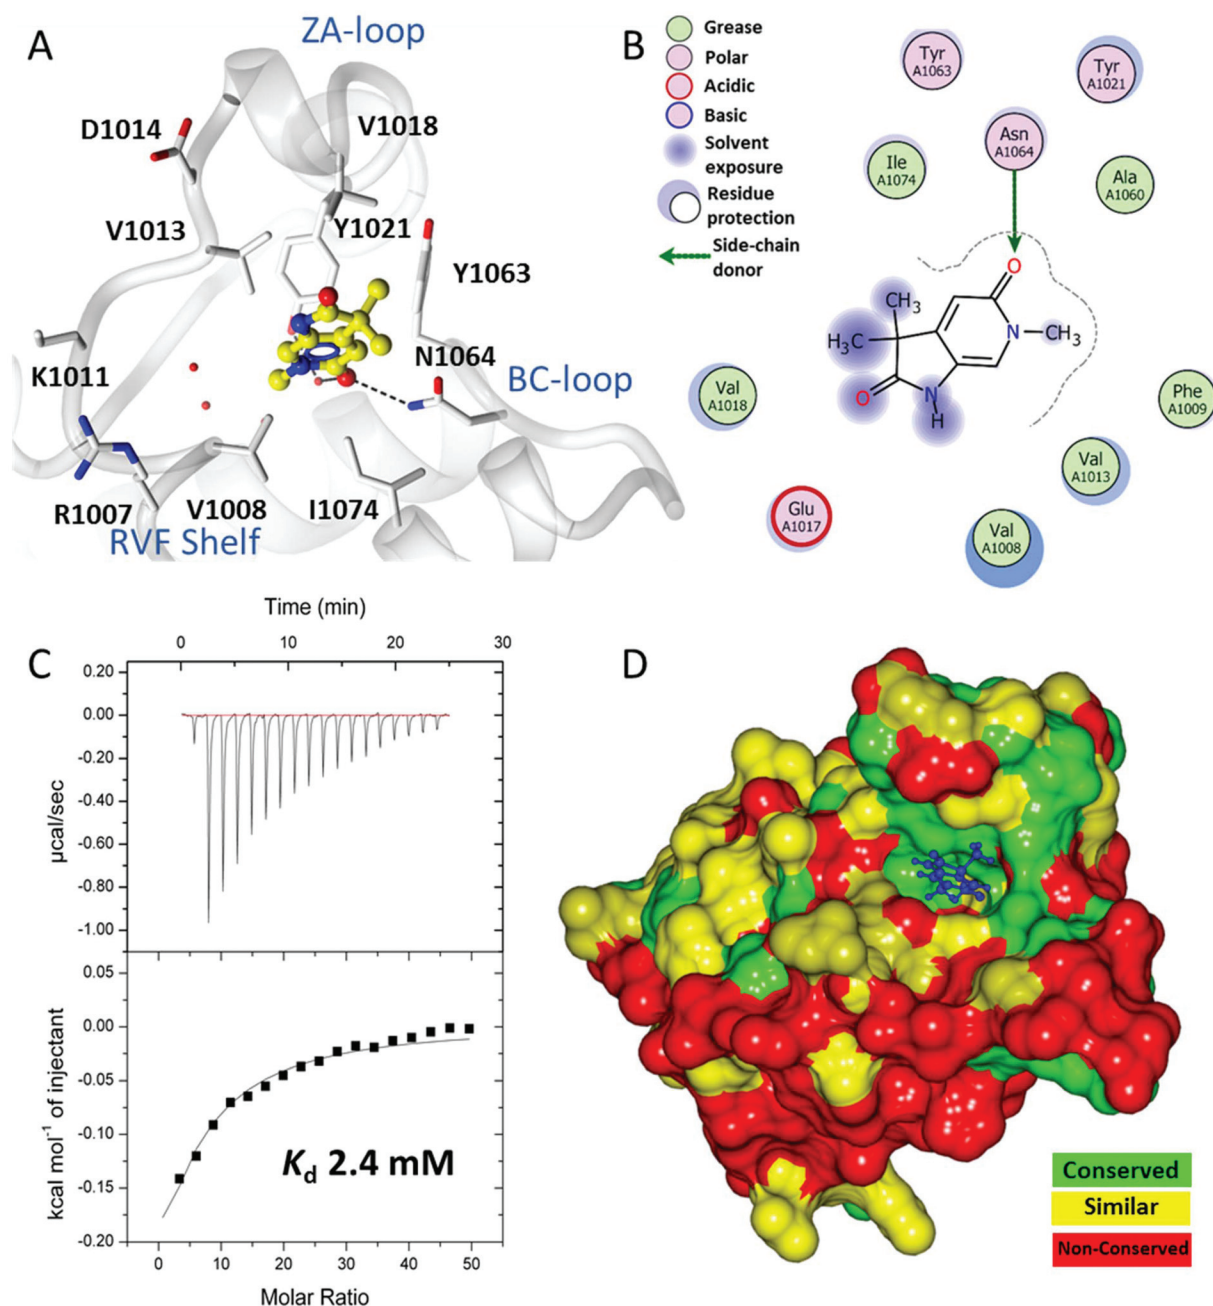 A
ZA-loop
D1014
V1018
V1013
Y1021
Y1063
K1011
N1064
BC-loop
R1007
V1008
I1074
RVF Shelf
B
Grease
Polar
Acidic
Basic
Solvent
exposure
Residue
protection
Side-chain
donor
Tyr
A1063
Tyr
A1021
Asn
A1064
Ile
A1074
Ala
A1060
O
CH3
H3C
N
CH3
O
N
H
Val
A1018
Phe
A1009
Val
A1013
Glu
A1017
Val
A1008
C
Time (min)
0 10 20 30
0.20
0.00
-0.20
-0.40
-0.60
-0.80
-1.00
µcal/sec
0.05
0.00
-0.05
-0.10
-0.15
-0.20
kcal mol-1 of injectant
Kd 2.4 mM
0 10 20 30 40 50
Molar Ratio
D
Conserved
Similar
Non-Conserved